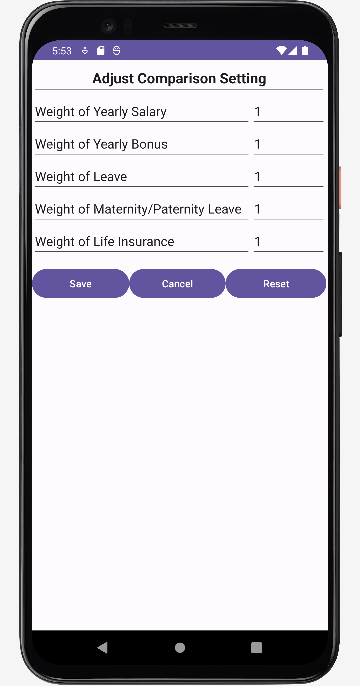 5:53
Adjust Comparison Setting
Weight of Yearly Salary 1
Weight of Yearly Bonus 1
Weight of Leave 1
Weight of Maternity/Paternity Leave 1
Weight of Life Insurance 1
Save Cancel Reset